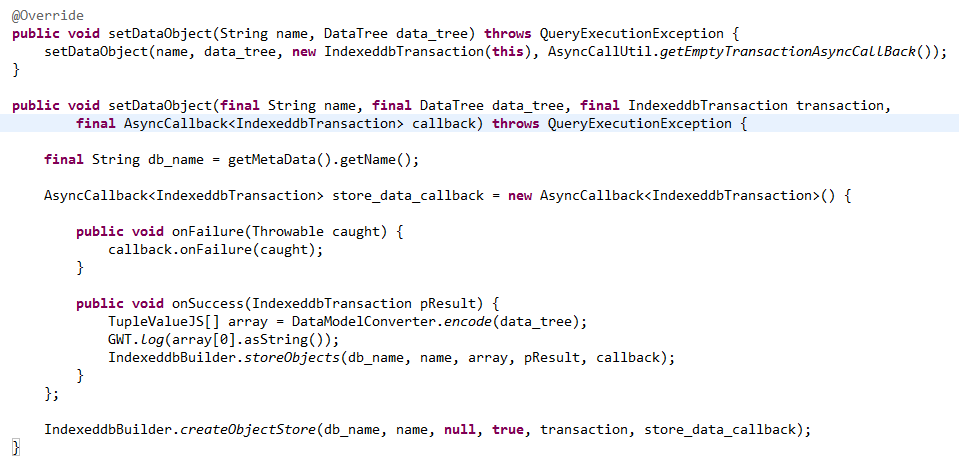 @Override
public void setDataObject(String name, DataTree data_tree) throws QueryExecutionException {
    setDataObject(name, data_tree, new IndexeddbTransaction(this), AsyncCallUtil.getEmptyTransactionAsyncCallBack());
}

public void setDataObject(final String name, final DataTree data_tree, final IndexeddbTransaction transaction,
        final AsyncCallback<IndexeddbTransaction> callback) throws QueryExecutionException {

    final String db_name = getMetaData().getName();

    AsyncCallback<IndexeddbTransaction> store_data_callback = new AsyncCallback<IndexeddbTransaction>() {

        public void onFailure(Throwable caught) {
            callback.onFailure(caught);
        }

        public void onSuccess(IndexeddbTransaction pResult) {
            TupleValueJS[] array = DataModelConverter.encode(data_tree);
            GWT.log(array[0].asString());
            IndexeddbBuilder.storeObjects(db_name, name, array, pResult, callback);
        }
    };

    IndexeddbBuilder.createObjectStore(db_name, name, null, true, transaction, store_data_callback);
}